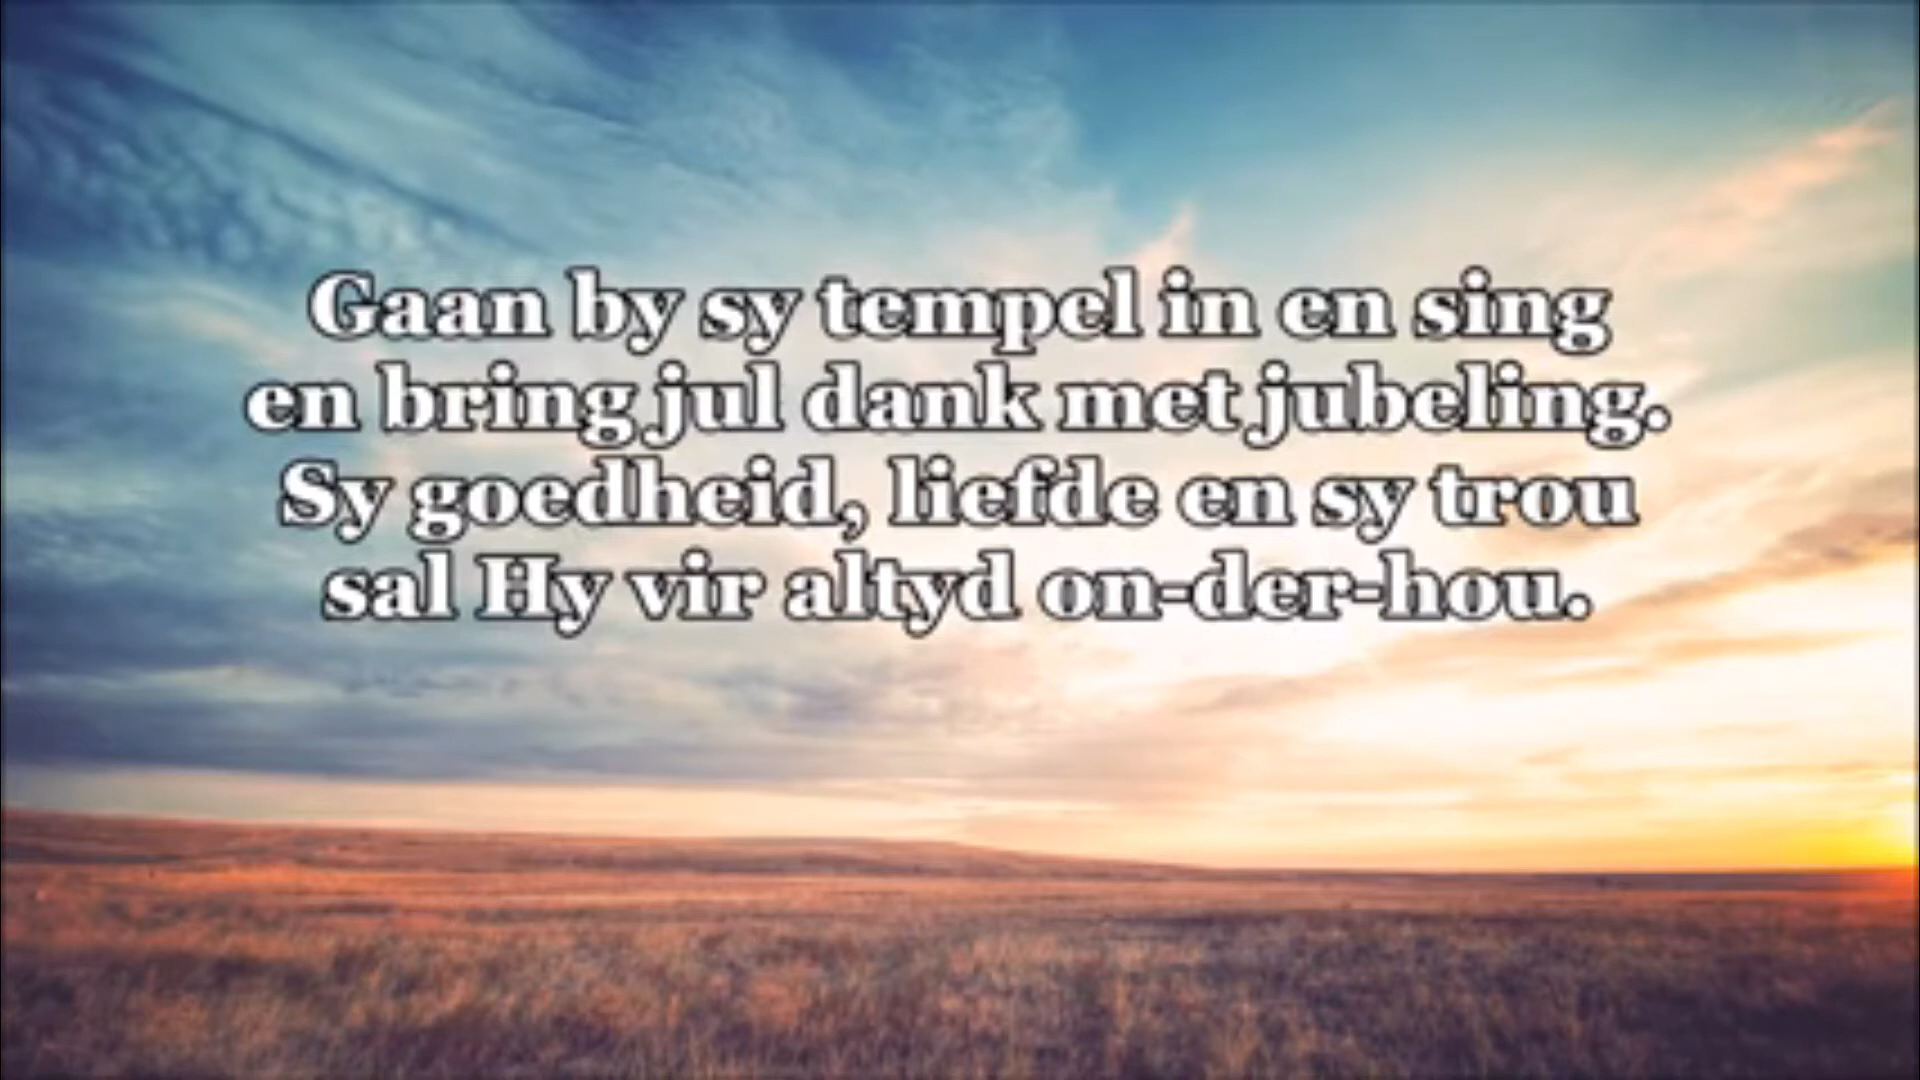 Gaan by sy tempel in en sing
en bring jul dank met jubeling.
Sy goedheid, liefde en sy trou
sal Hy vir altyd on-der-hou.